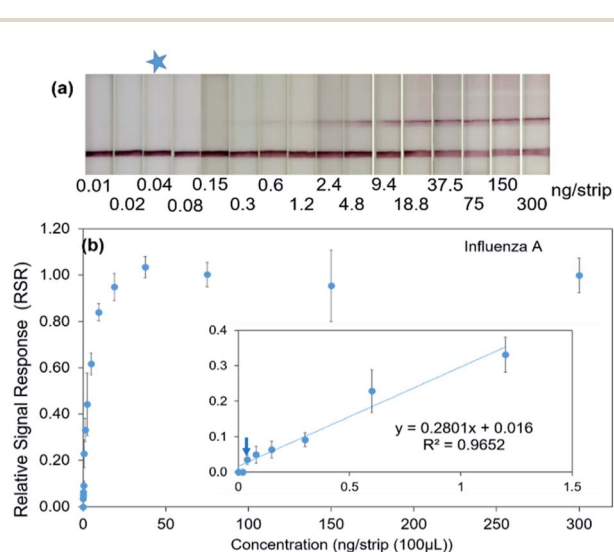 (a)
0.01 0.04 0.15 0.6 2.4 9.4 37.5 150 ng/strip
0.02 0.08 0.3 1.2 4.8 18.8 75 300
(b)
Influenza A
1.20
1.00
0.80
0.60
0.40
0.20
0.00
Relative Signal Response (RSR)
0.4
0.3
0.2
0.1
0.0
y = 0.2801x + 0.016
R² = 0.9652
0 0.5 1 1.5
0 50 100 150 200 250 300
Concentration (ng/strip (100µL))